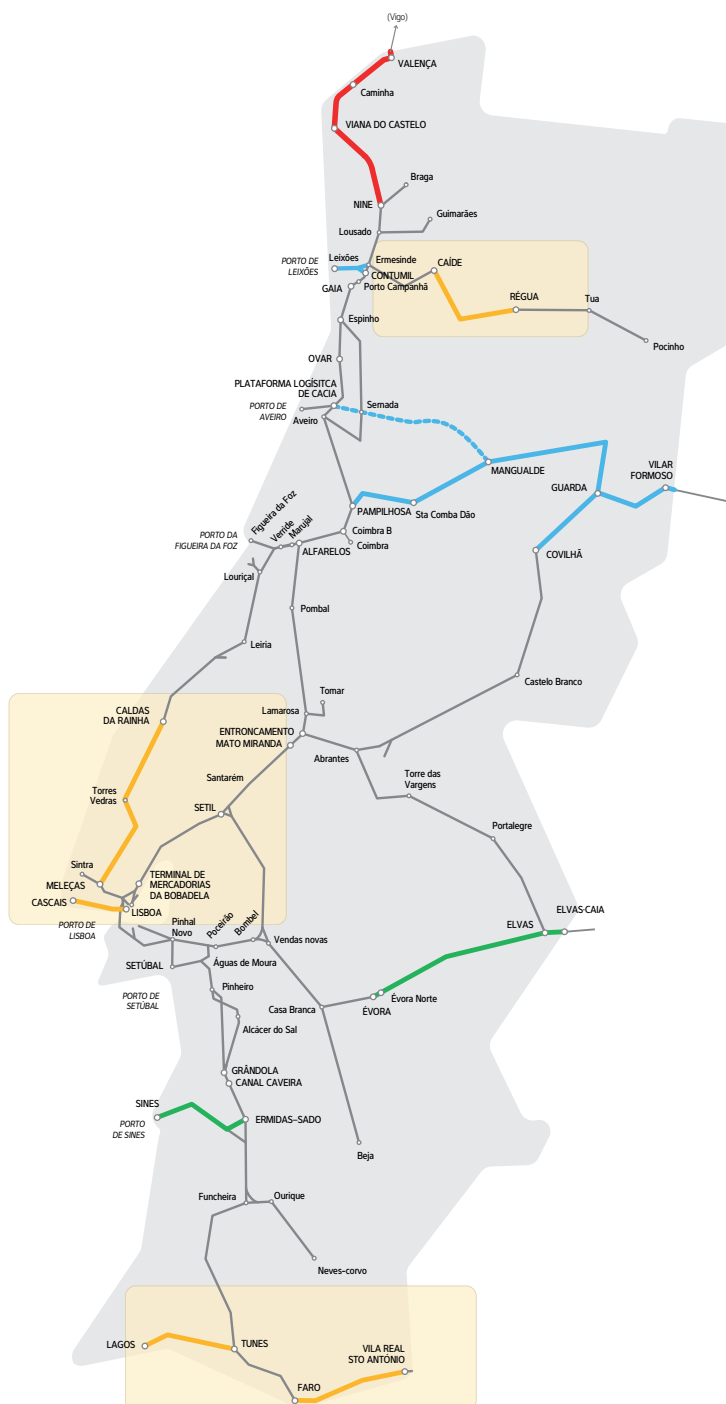 (Vigo)
VALENÇA
Caminha
VIANA DO CASTELO
Braga
NINE
Guimarães
Lousado
PORTO DE
LEIXÕES
Leixões
Ermesinde
CAÍDE
CONTUMIL
Porto Campanhã
GAIA
RÉGUA
Tua
Espinho
Pocinho
OVAR
PLATAFORMA LOGÍSITCA
DE CACIA
PORTO DE
AVEIRO
Sernada
Aveiro
MANGUALDE
VILAR
FORMOSO
GUARDA
PAMPILHOSA
Sta Comba Dão
Figueira da Foz
Verride
Marujal
PORTO DA
FIGUEIRA DA FOZ
Coimbra B
Coimbra
ALFARELOS
COVILHÃ
Louriçal
Pombal
Leiria
Castelo Branco
Tomar
CALDAS
DA RAINHA
Lamarosa
ENTRONCAMENTO
MATO MIRANDA
Abrantes
Santarém
Torre das
Vargens
Torres
Vedras
SETIL
Portalegre
Sintra
MELEÇAS
TERMINAL DE
MERCADORIAS
DA BOBADELA
CASCAIS
LISBOA
PORTO DE
LISBOA
Pinhal
Novo
Poceirão
Bombel
Vendas novas
ELVAS
ELVAS-CAIA
SETÚBAL
Águas de Moura
PORTO DE
SETÚBAL
Pinheiro
Évora Norte
ÉVORA
Casa Branca
Alcácer do Sal
GRÂNDOLA
CANAL CAVEIRA
SINES
PORTO
DE SINES
ERMIDAS-SADO
Beja
Funcheira
Ourique
Neves-corvo
LAGOS
TUNES
VILA REAL
STO ANTÓNIO
FARO